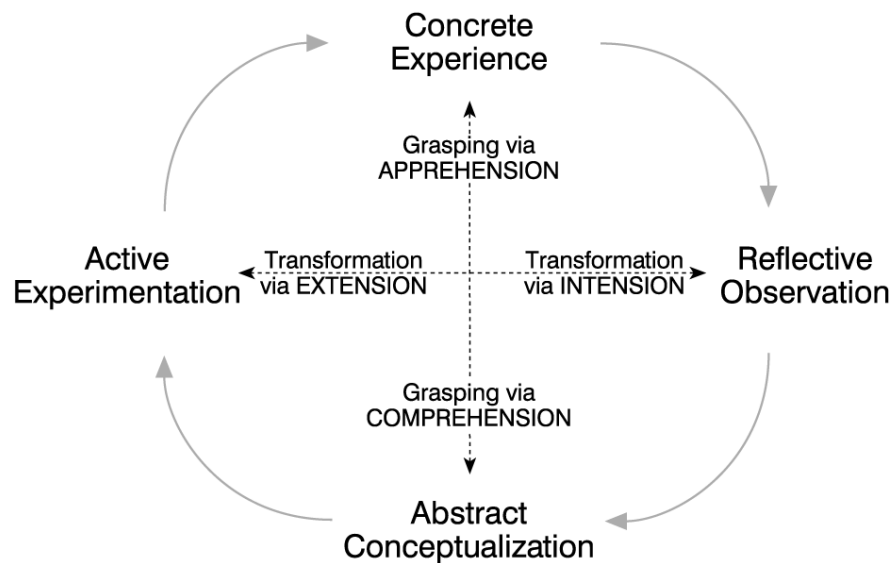 Concrete
Experience
Grasping via
APPREHENSION
Active
Experimentation
Transformation
via EXTENSION
Transformation
via INTENSION
Reflective
Observation
Grasping via
COMPREHENSION
Abstract
Conceptualization